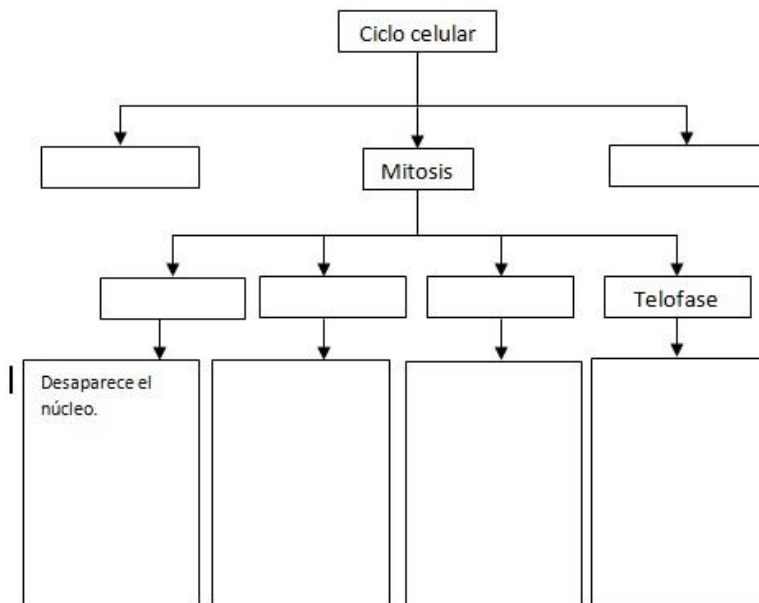 Ciclo celular
Mitosis
Telofase
Desaparece el
núcleo.